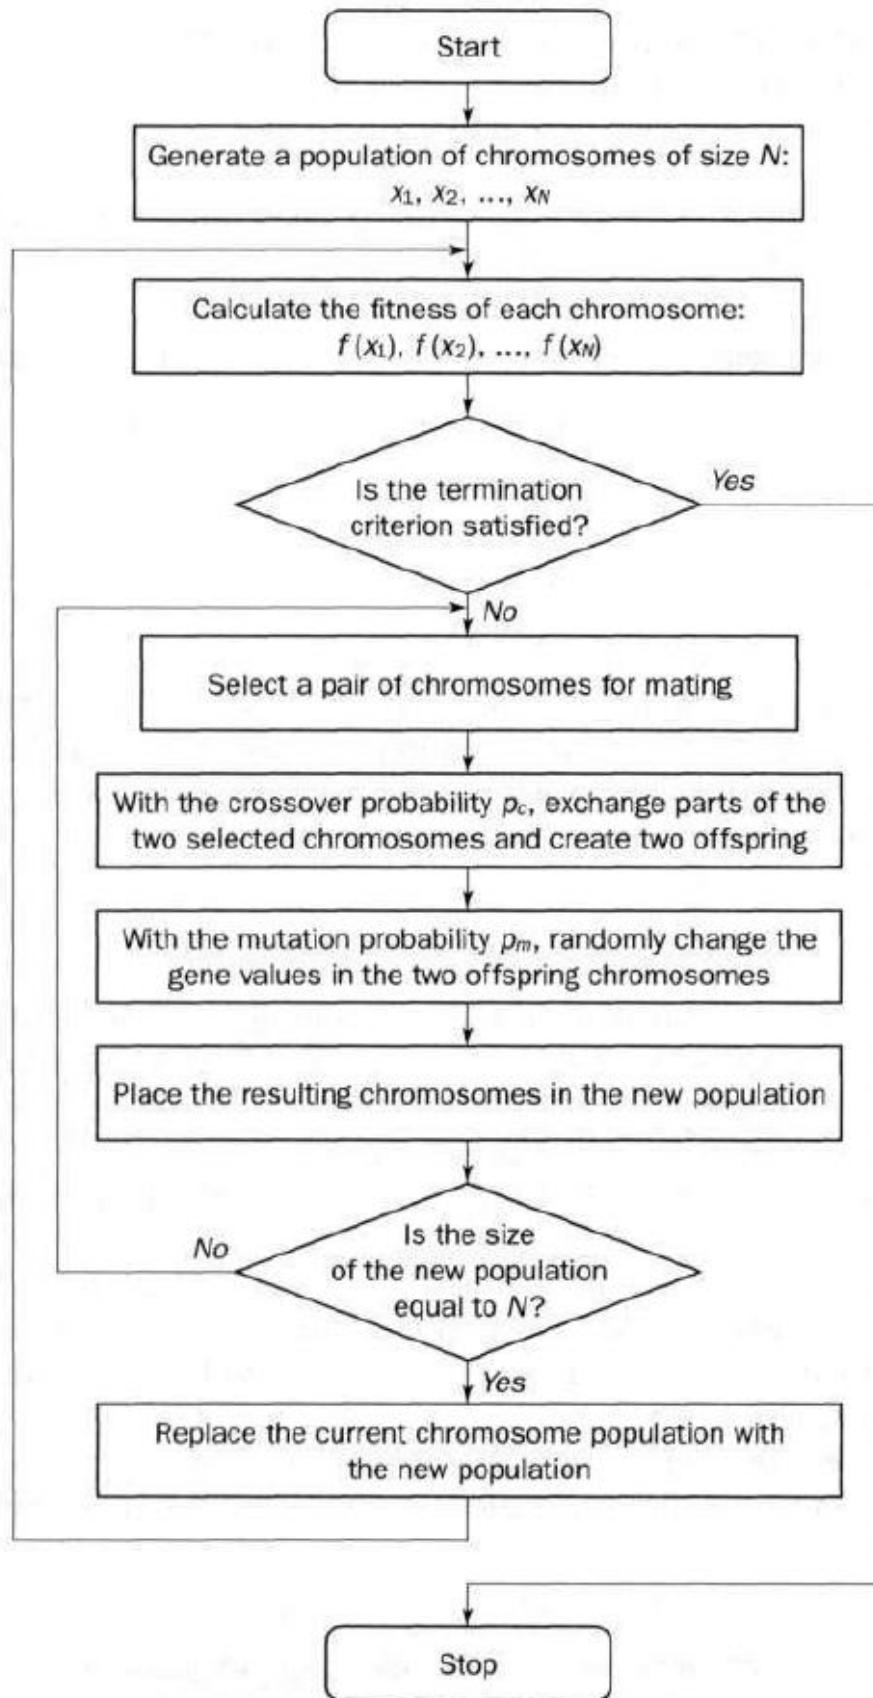 Start
Generate a population of chromosomes of size N:
x1, x2, ..., xN
Calculate the fitness of each chromosome:
f(x1), f(x2), ..., f(xN)
Is the termination
criterion satisfied?
Yes
No
Select a pair of chromosomes for mating
With the crossover probability pc, exchange parts of the
two selected chromosomes and create two offspring
With the mutation probability pm, randomly change the
gene values in the two offspring chromosomes
Place the resulting chromosomes in the new population
Is the size
of the new population
equal to N?
No
Yes
Replace the current chromosome population with
the new population
Stop